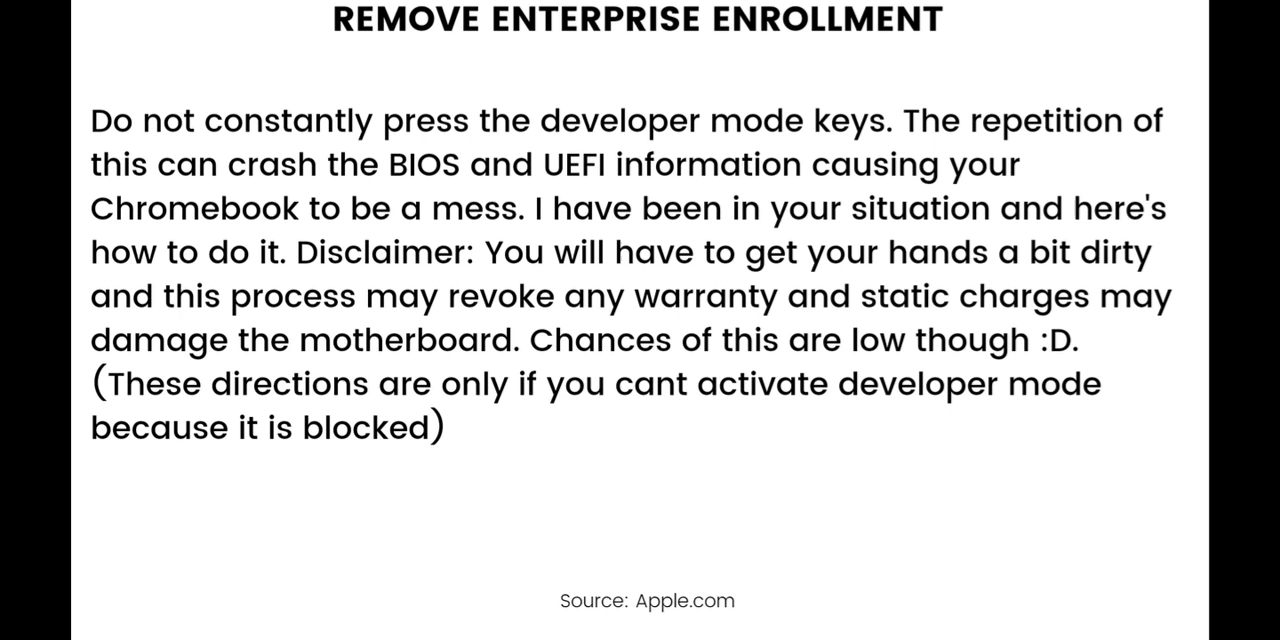 REMOVE ENTERPRISE ENROLLMENT
Do not constantly press the developer mode keys. The repetition of
this can crash the BIOS and UEFI information causing your
Chromebook to be a mess. I have been in your situation and here's
how to do it. Disclaimer: You will have to get your hands a bit dirty
and this process may revoke any warranty and static charges may
damage the motherboard. Chances of this are low though :D.
(These directions are only if you cant activate developer mode
because it is blocked)
Source: Apple.com